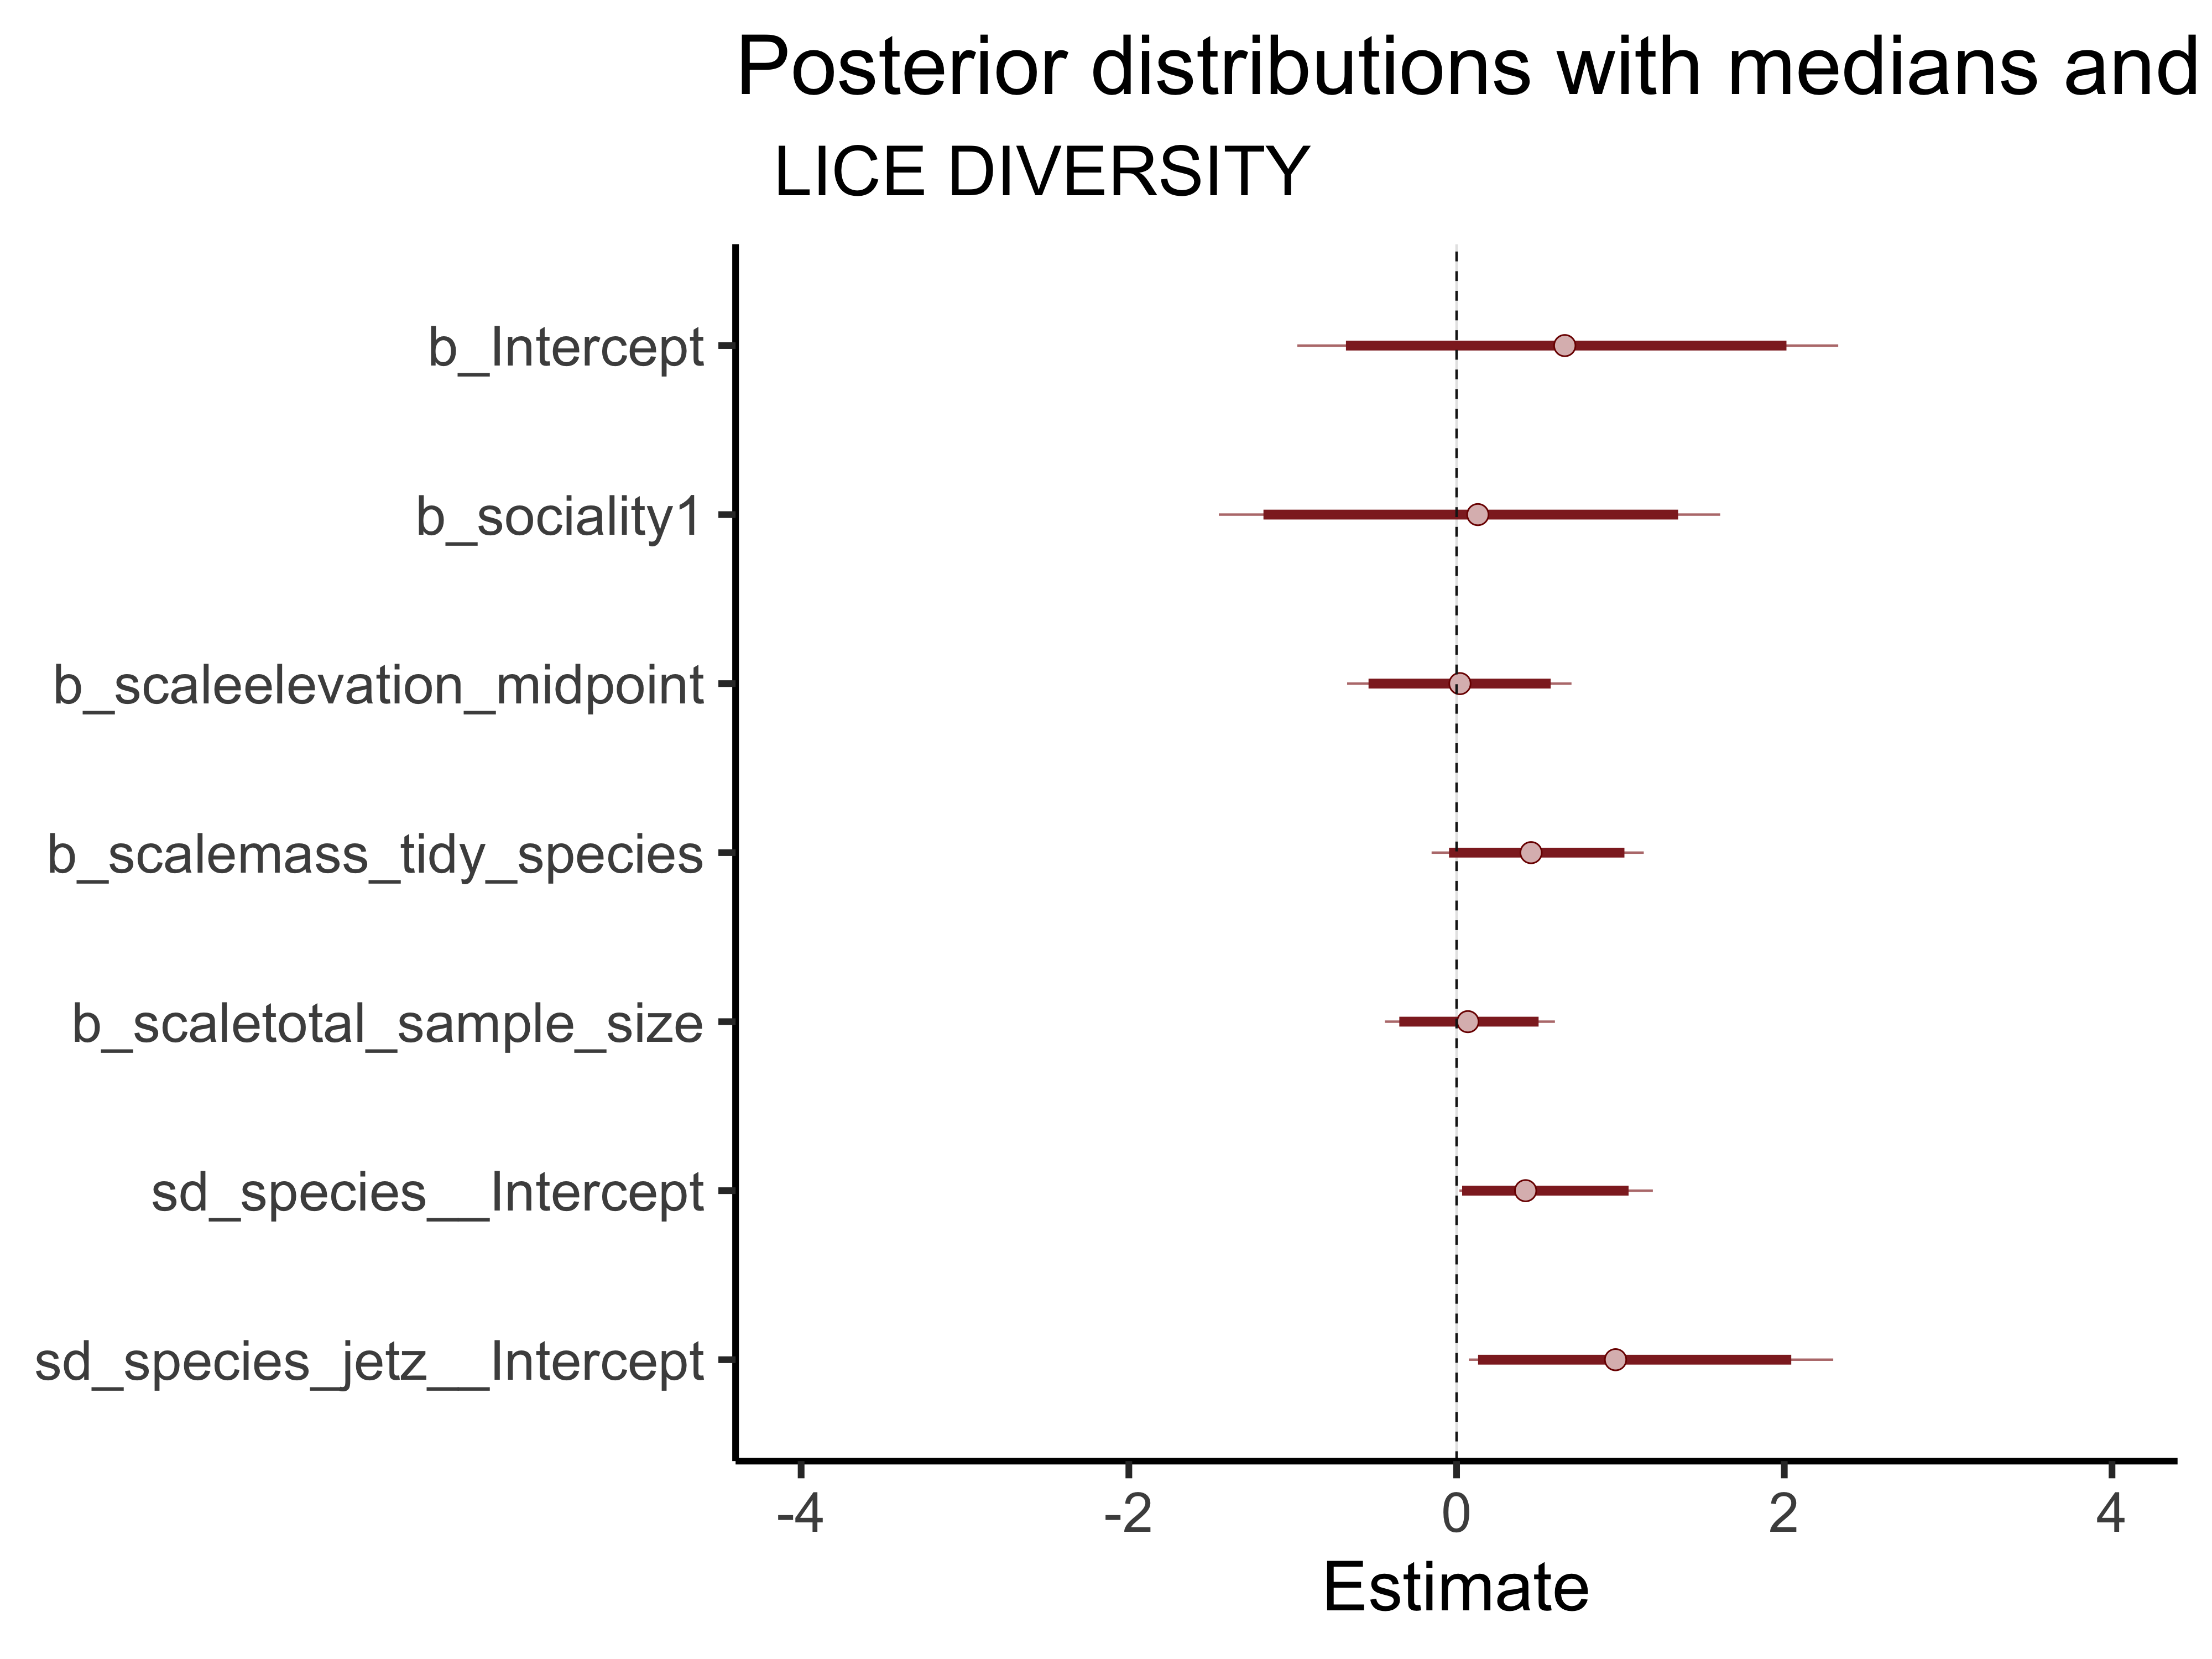 Posterior distributions with medians and
LICE DIVERSITY
b_Intercept
b_sociality1
b_scaleelevation_midpoint
b_scalemass_tidy_species
b_scaletotal_sample_size
sd_species__Intercept
sd_species_jetz__Intercept
-4 -2 0 2 4
Estimate